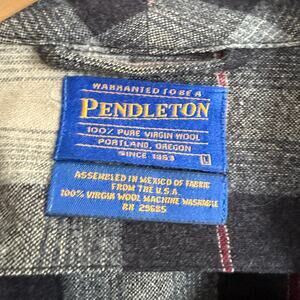 WARRANTED TO BE A
PENDLETON
100% PURE VIRGIN WOOL
PORTLAND, OREGON
SINCE 1863
L
ASSEMBLED IN MEXICO OF FABRIC
FROM THE U.S.A.
100% VIRGIN WOOL MACHINE WASHABLE
RN 29685